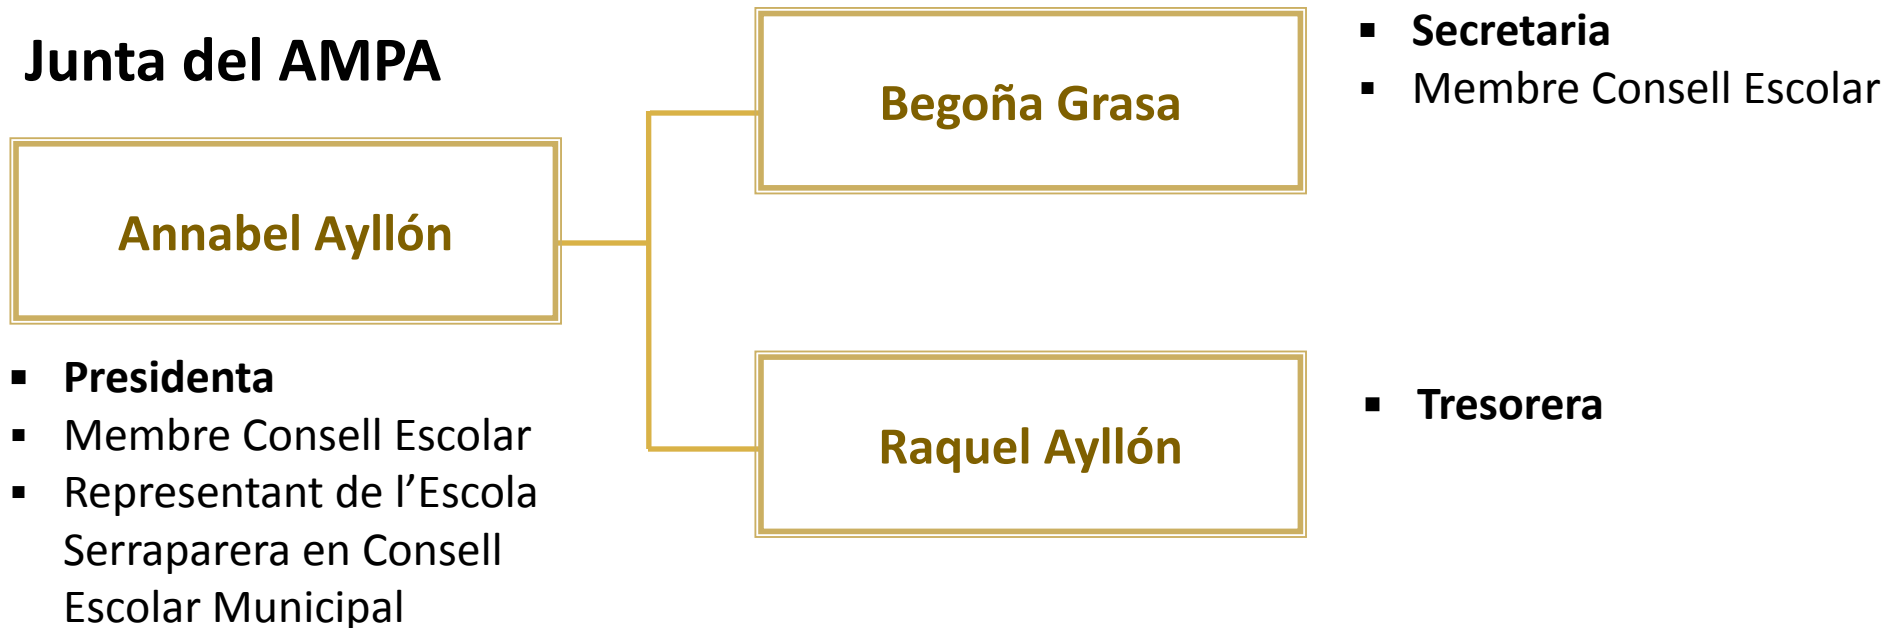 Junta del AMPA
Annabel Ayllón
▪ Presidenta
▪ Membre Consell Escolar
▪ Representant de l’Escola
Serraparera en Consell
Escolar Municipal
Begoña Grasa
▪ Secretaria
▪ Membre Consell Escolar
Raquel Ayllón
▪ Tresorera